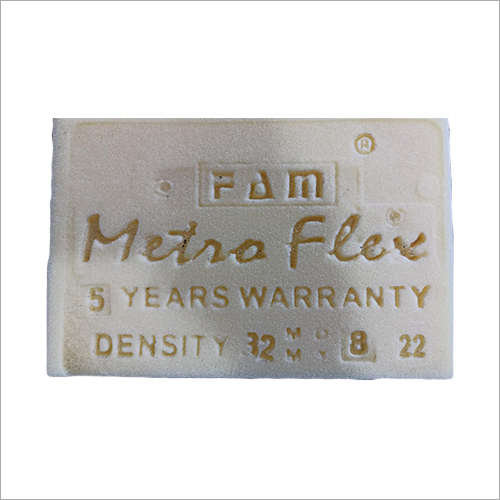 ®
FAM
Metro Flex
5 YEARS WARRANTY
DENSITY 32 M D 8 22
M Y